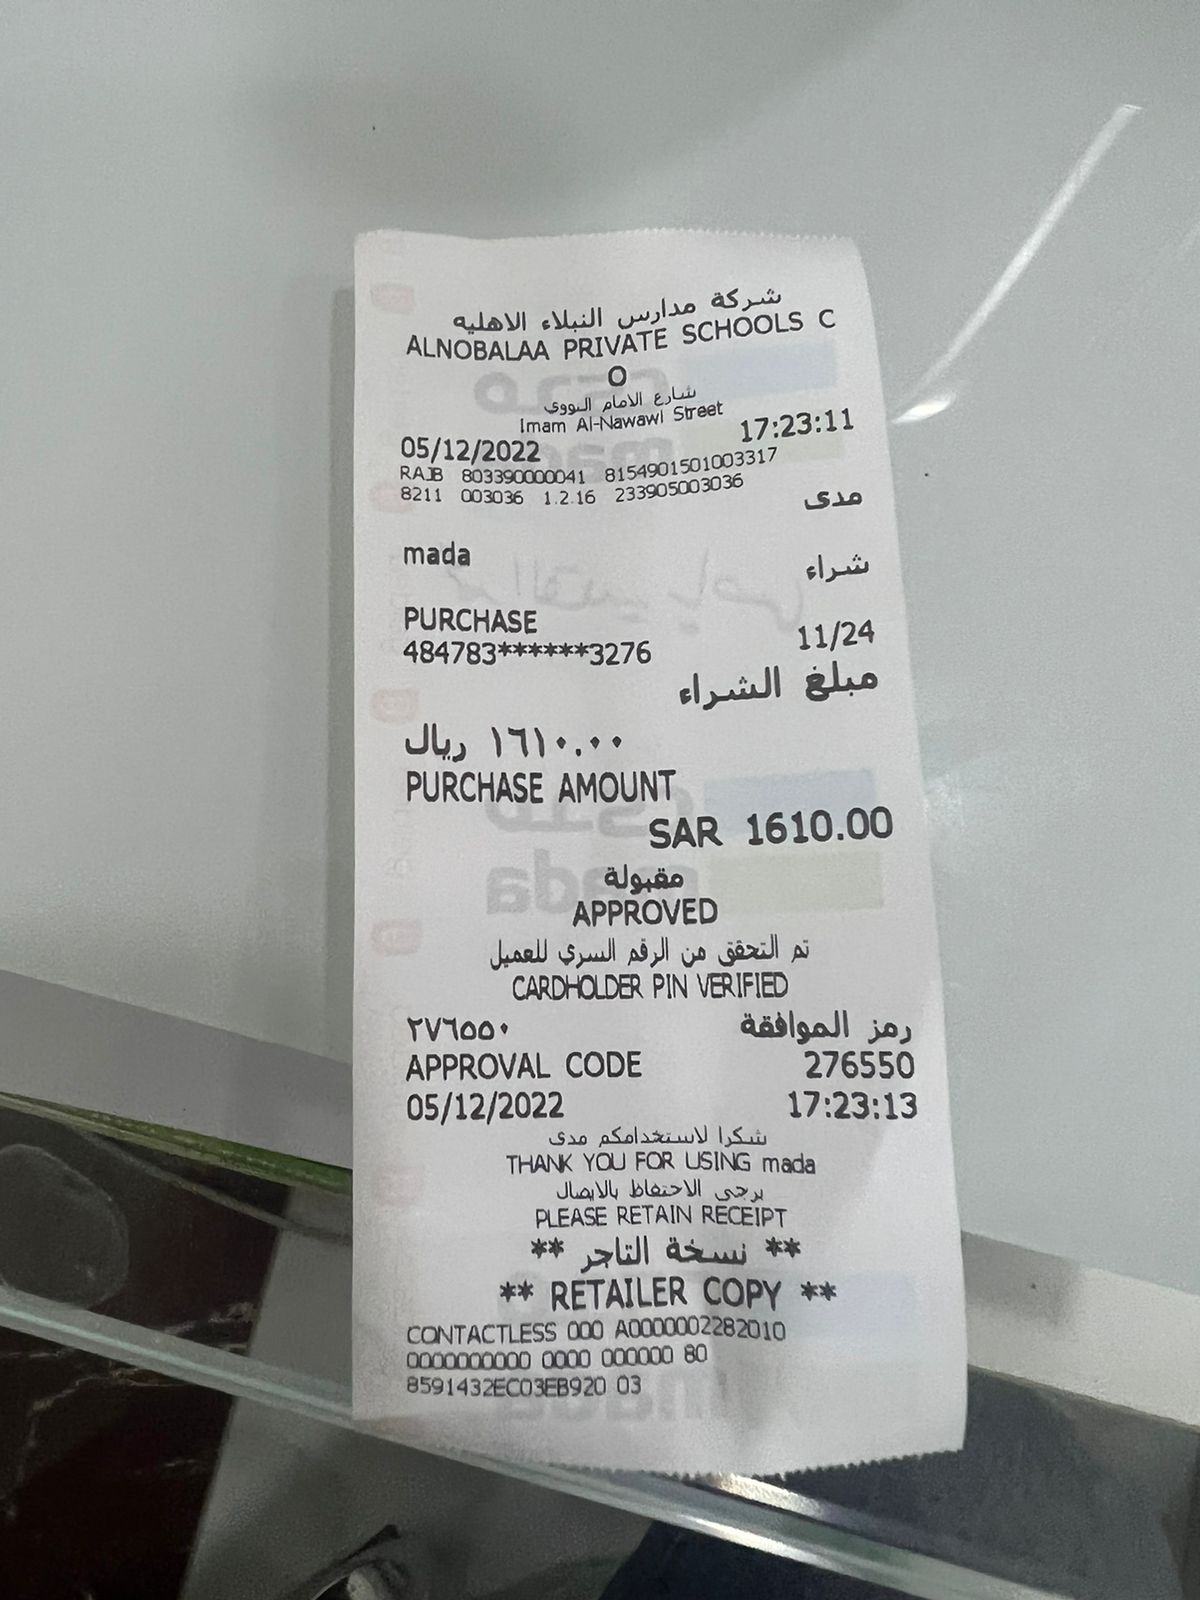 شركة مدارس النبلاء الاهليه
ALNOBALAA PRIVATE SCHOOLS C
O
شارع الامام النووي
Imam Al-Nawawi Street
05/12/2022 17:23:11
RAJB 803390000041 8154901501003317
8211 003036 1.2.16 233905003036
مدى
mada
شراء
PURCHASE
484783******3276 11/24
مبلغ الشراء
١٦١٠.٠٠ ريال
PURCHASE AMOUNT
SAR 1610.00
مقبولة
APPROVED
تم التحقق من الرقم السري للعميل
CARDHOLDER PIN VERIFIED
رمز الموافقة ٢٧٦٥٥٠
APPROVAL CODE 276550
05/12/2022 17:23:13
شكرا لاستخدامكم مدى
THANK YOU FOR USING mada
يرجى الاحتفاظ بالايصال
PLEASE RETAIN RECEIPT
** نسخة التاجر **
** RETAILER COPY **
CONTACTLESS 000 A0000002282010
0000000000 0000 000000 80
8591432EC03EB920 03